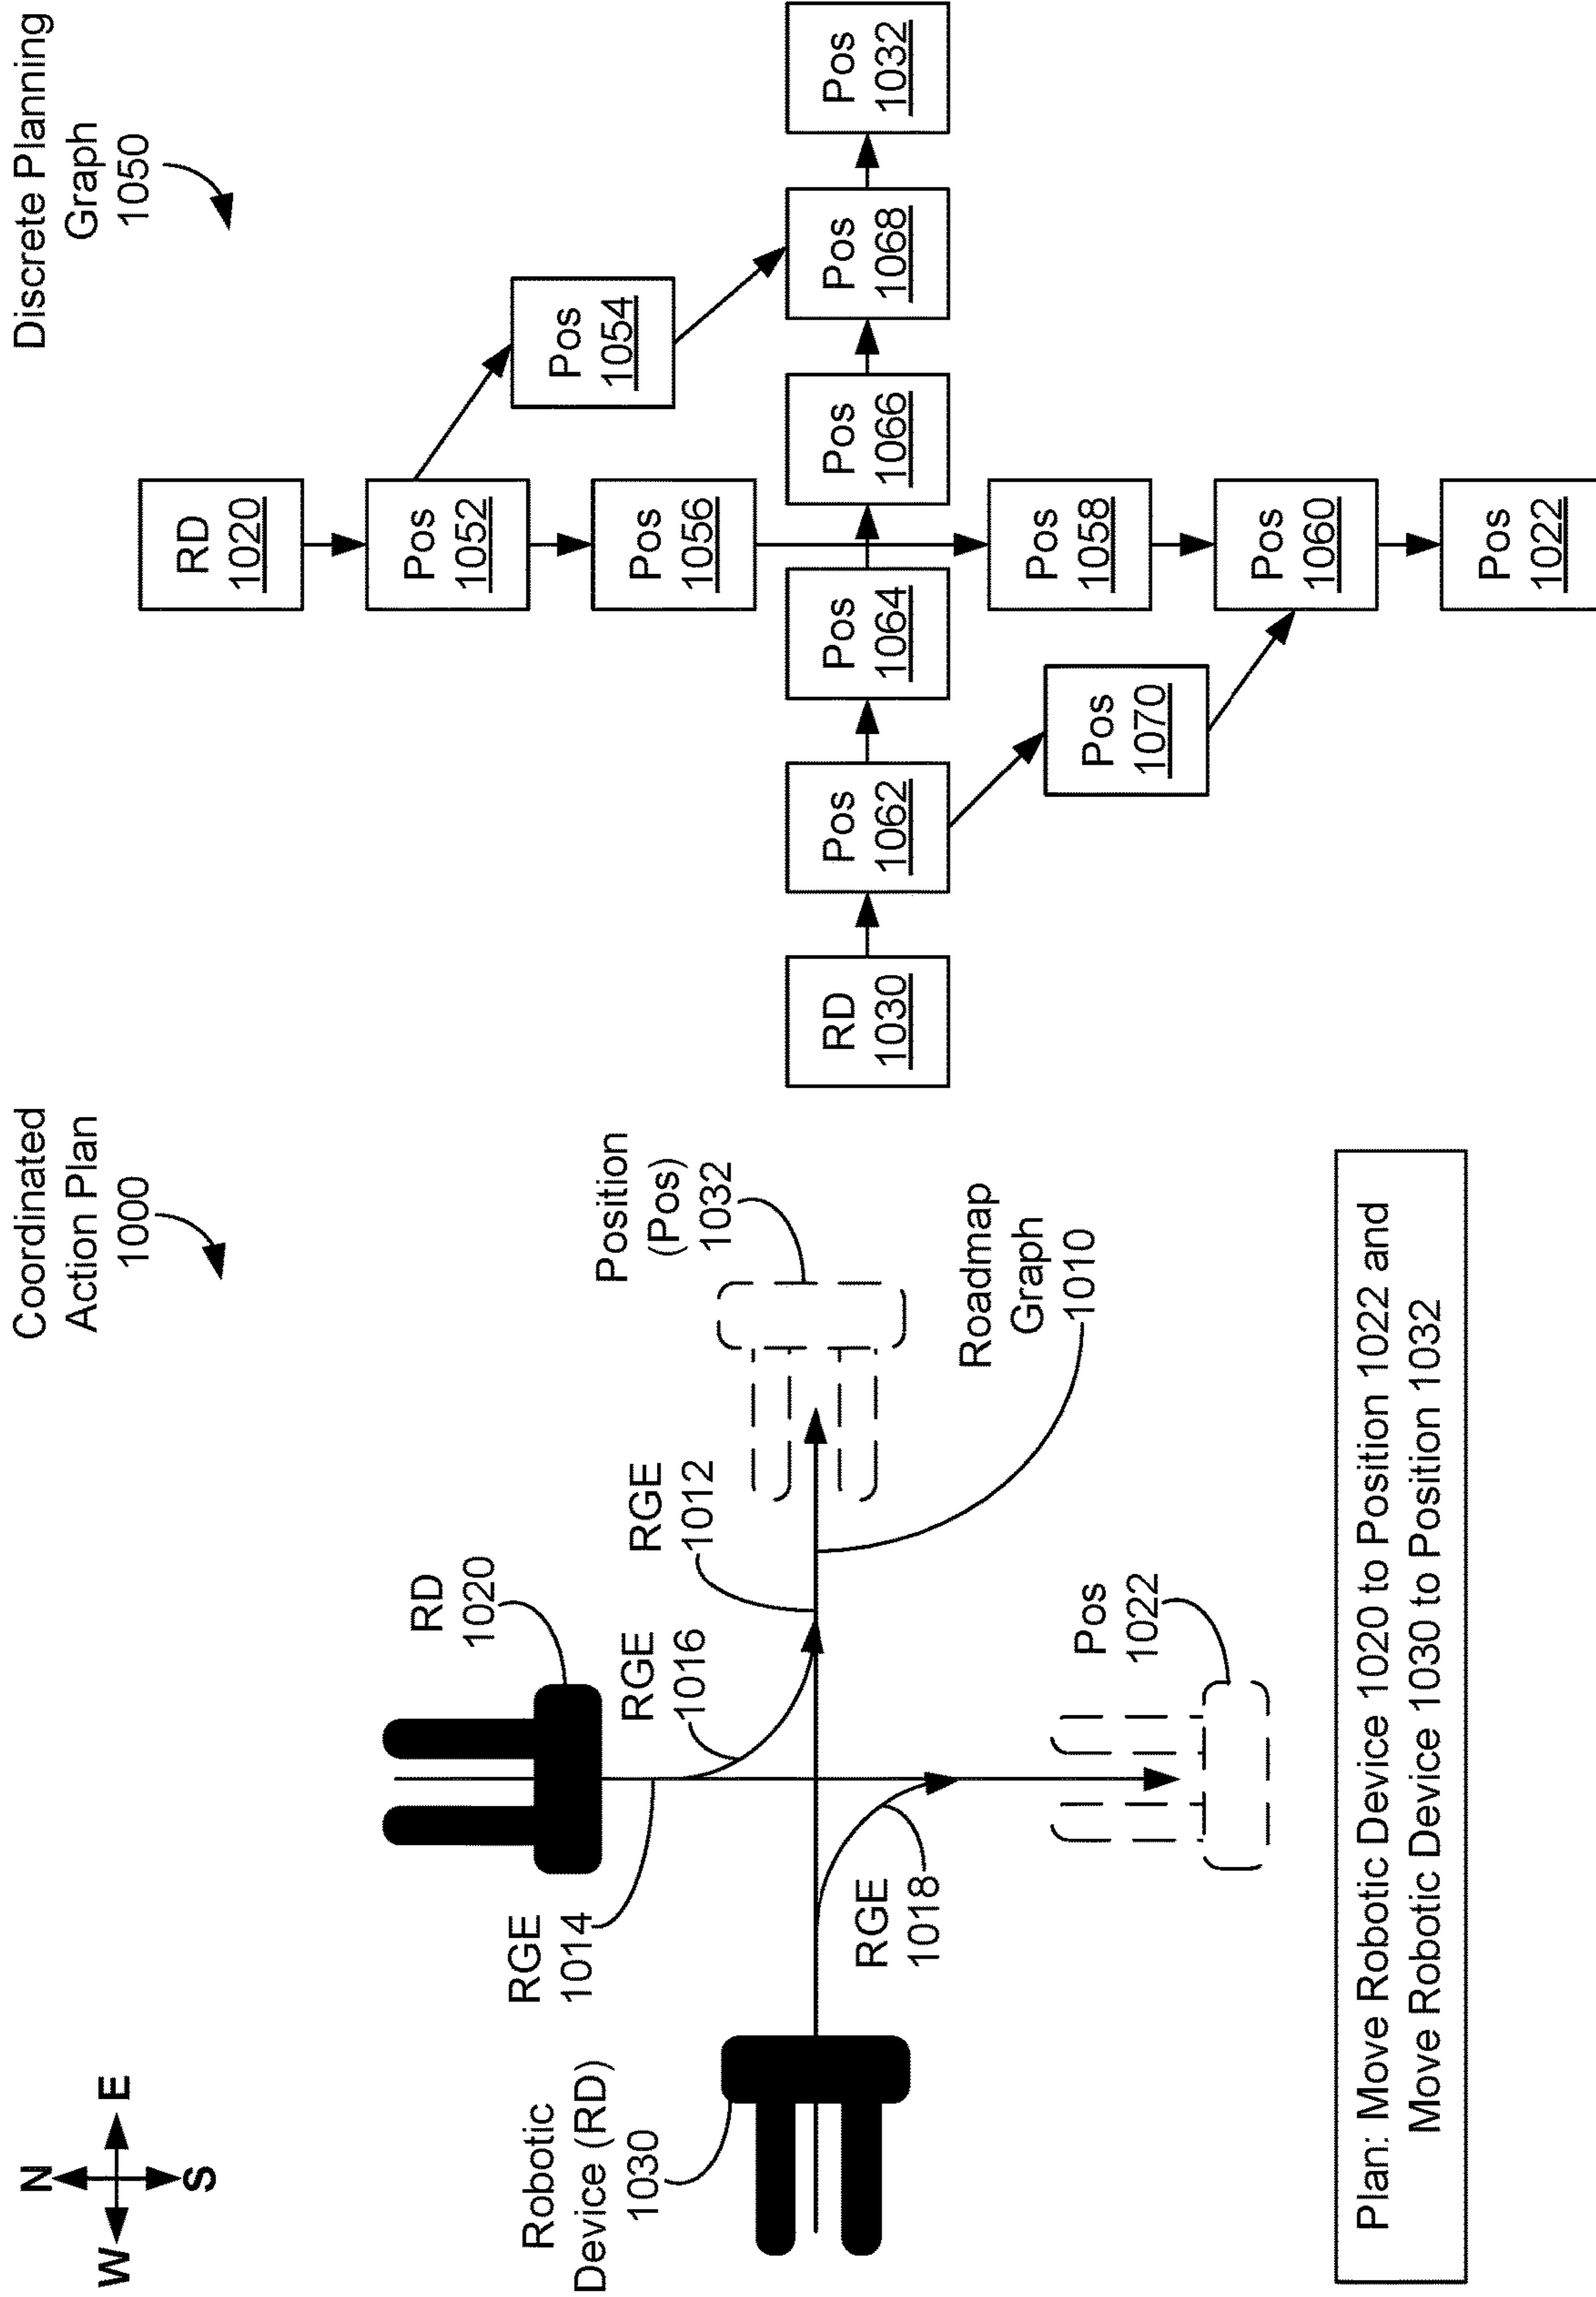 N
W E
S
Coordinated
Action Plan
1000
Robotic
Device (RD)
1030
RGE
1014
RD
1020
RGE
1016
RGE
1012
Position
(Pos)
1032
RGE
1018
Roadmap
Graph
1010
Pos
1022
Plan: Move Robotic Device 1020 to Position 1022 and
Move Robotic Device 1030 to Position 1032
Discrete Planning
Graph
1050
RD
1020
Pos
1052
Pos
1054
Pos
1056
RD
1030
Pos
1062
Pos
1064
Pos
1066
Pos
1068
Pos
1032
Pos
1070
Pos
1058
Pos
1060
Pos
1022